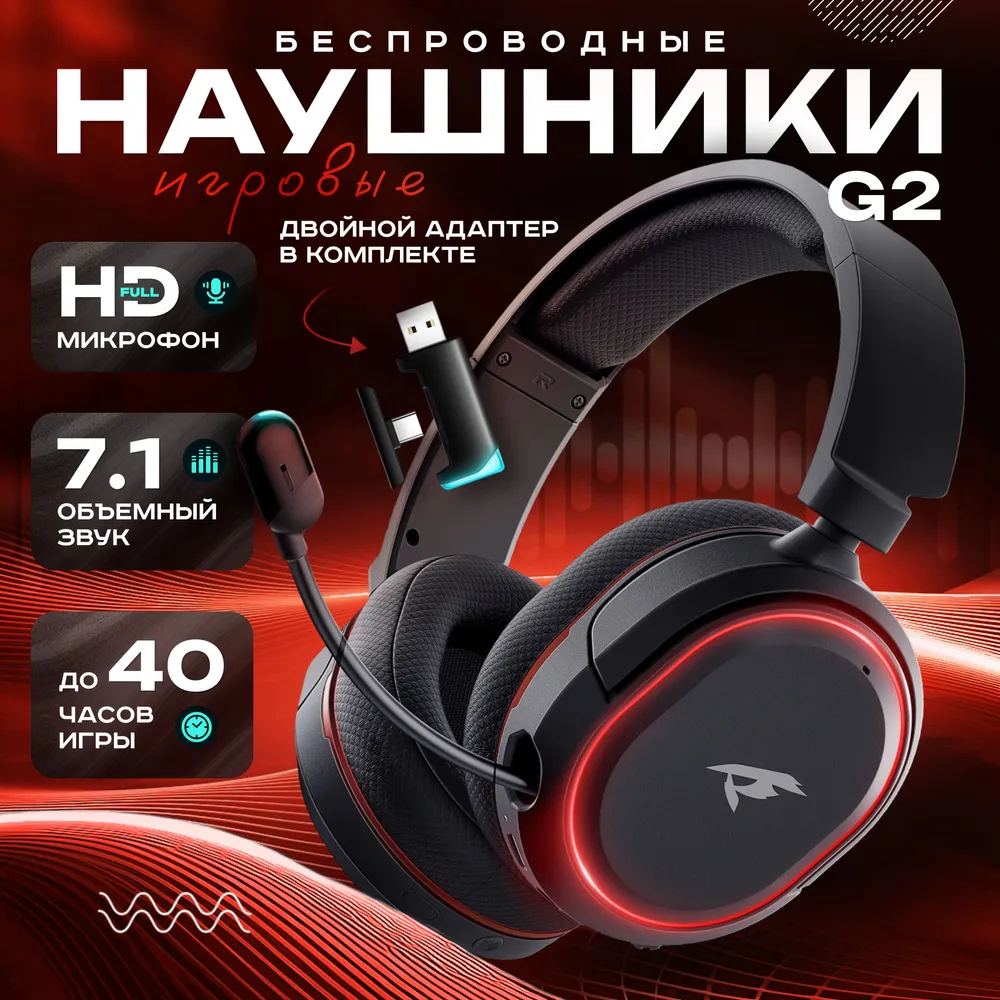 БЕСПРОВОДНЫЕ
НАУШНИКИ
игровые
G2
ДВОЙНОЙ АДАПТЕР
В КОМПЛЕКТЕ
HD
FULL
МИКРОФОН
7.1
ОБЪЕМНЫЙ
ЗВУК
ДО 40
ЧАСОВ
ИГРЫ
R